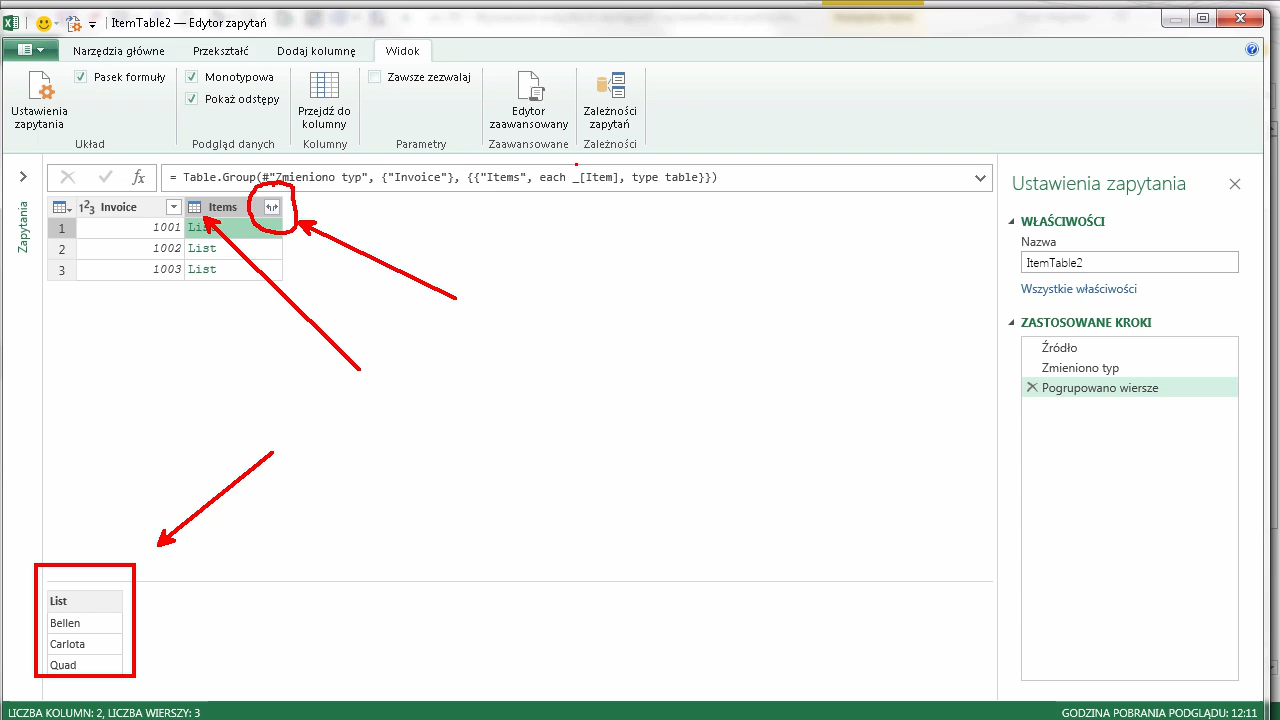 ItemTable2 — Edytor zapytań
Narzędzia główne Przekształć Dodaj kolumnę Widok
Ustawienia zapytania
Pasek formuły
Układ
Monotypowa
Pokaż odstępy
Podgląd danych
Przejdź do kolumny
Kolumny
Zawsze zezwalaj
Parametry
Edytor zaawansowany
Zaawansowane
Zależności zapytań
Zależności
fx = Table.Group(#"Zmieniono typ", {"Invoice"}, {{"Items", each _[Item], type table}})
Zapytania
1²3 Invoice Items
1 1001 List
2 1002 List
3 1003 List
List
Bellen
Carlota
Quad
Ustawienia zapytania
WŁAŚCIWOŚCI
Nazwa
ItemTable2
Wszystkie właściwości
ZASTOSOWANE KROKI
Źródło
Zmieniono typ
Pogrupowano wiersze
LICZBA KOLUMN: 2, LICZBA WIERSZY: 3
GODZINA POBRANIA PODGLĄDU: 12:11